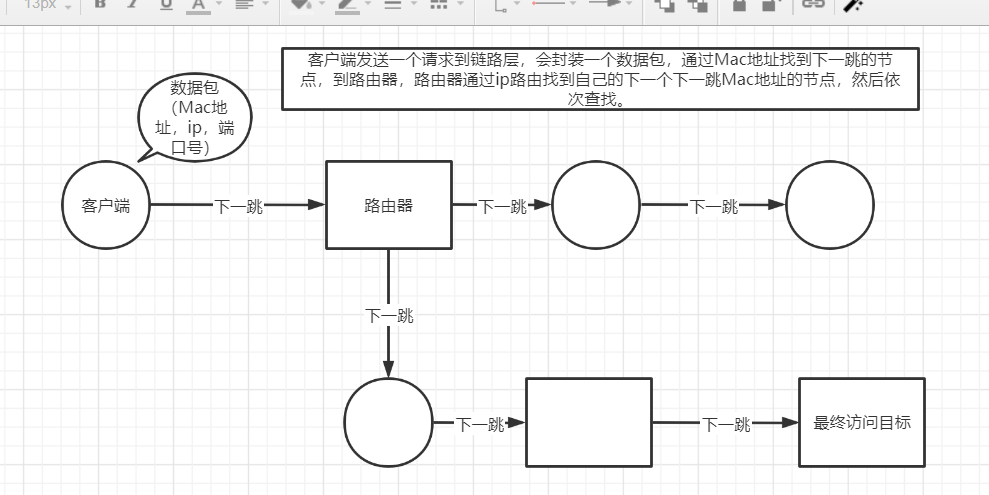 13px
B
I
U
A
客户端发送一个请求到链路层，会封装一个数据包，通过Mac地址找到下一跳的节
点，到路由器，路由器通过ip路由找到自己的下一个下一跳Mac地址的节点，然后依
次查找。
数据包
（Mac地
址，ip，端
口号）
客户端
下一跳
路由器
下一跳
下一跳
下一跳
下一跳
下一跳
最终访问目标